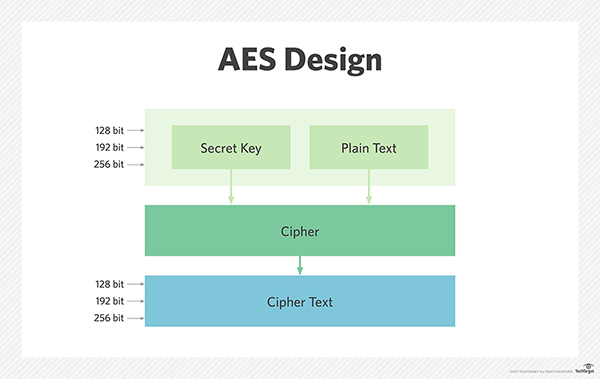 AES Design
128 bit
192 bit
256 bit
Secret Key
Plain Text
Cipher
128 bit
192 bit
256 bit
Cipher Text
TechTarget